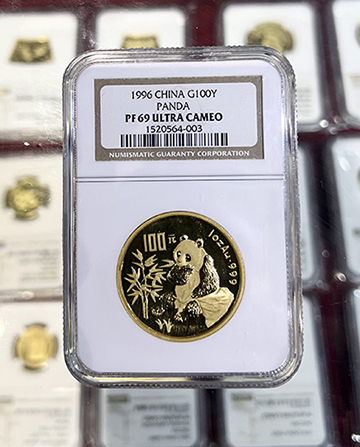 1996 CHINA G100Y
PANDA
PF 69 ULTRA CAMEO
1520564-003
NUMISMATIC GUARANTY CORPORATION
100元
1ozAu·999